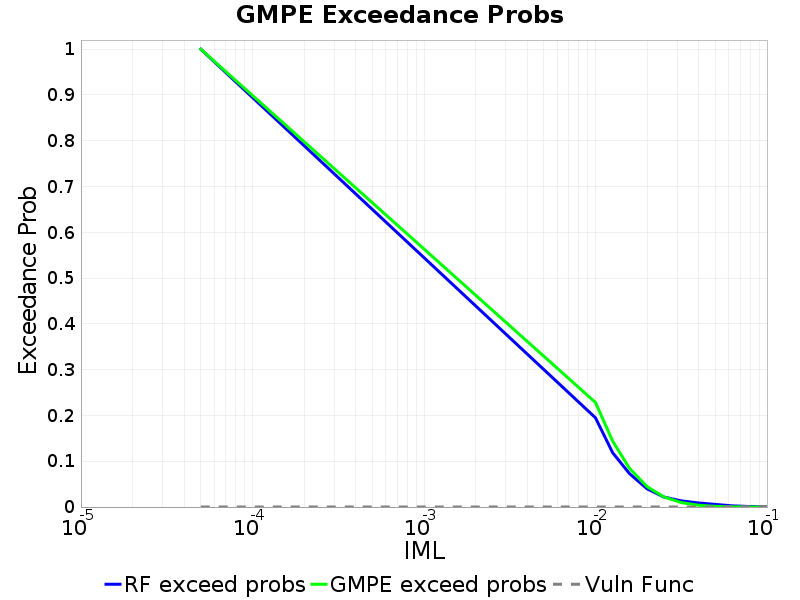 GMPE Exceedance Probs
Exceedance Prob
1
0.9
0.8
0.7
0.6
0.5
0.4
0.3
0.2
0.1
0
10^-5 10^-4 10^-3 10^-2 10^-1
IML
RF exceed probs GMPE exceed probs Vuln Func